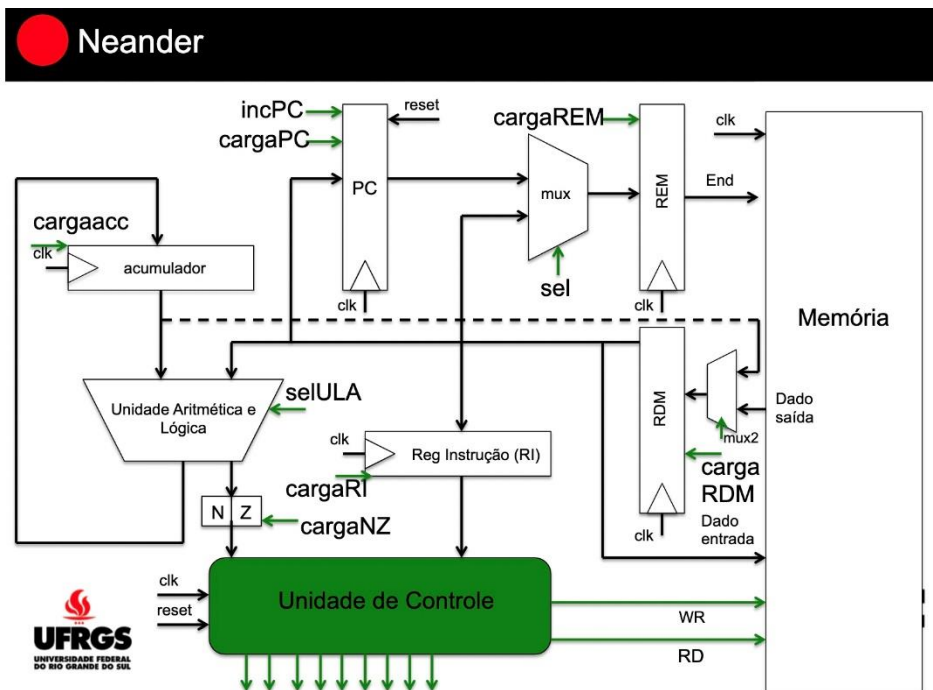 Neander
incPC
cargaPC
reset
PC
clk
cargaREM
mux
sel
REM
End
clk
clk
Memória
cargaacc
clk
acumulador
Unidade Aritmética e
Lógica
selULA
N Z
cargaNZ
clk
Reg Instrução (RI)
cargaRI
RDM
clk
mux2
carga
RDM
Dado
saída
Dado
entrada
clk
reset
Unidade de Controle
WR
RD
UFRGS
UNIVERSIDADE FEDERAL
DO RIO GRANDE DO SUL